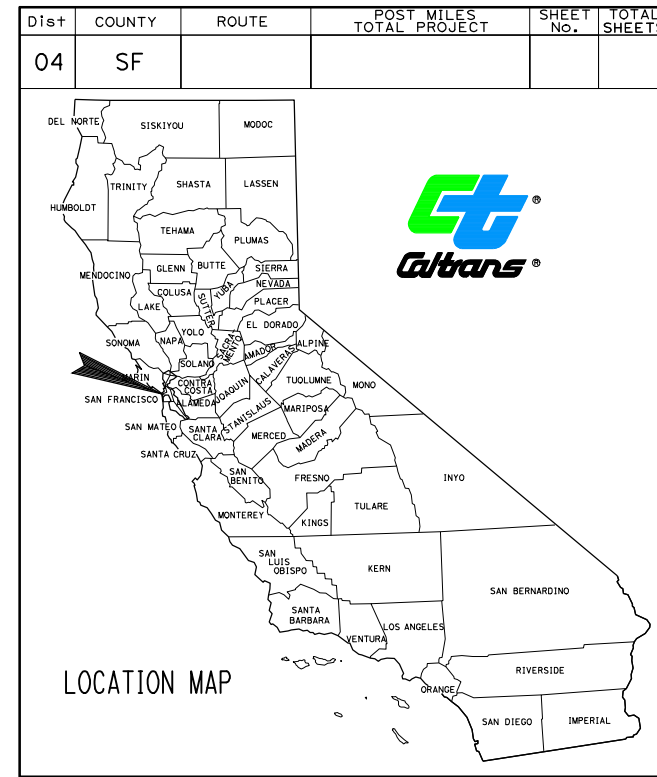 Dist COUNTY ROUTE POST MILES TOTAL PROJECT SHEET No. TOTAL SHEETS
04 SF
DEL NORTE
SISKIYOU
MODOC
HUMBOLDT
TRINITY
SHASTA
LASSEN
TEHAMA
PLUMAS
MENDOCINO
GLENN
BUTTE
SIERRA
NEVADA
COLUSA
SUTTER
YUBA
PLACER
LAKE
EL DORADO
SONOMA
NAPA
YOLO
SACRA-
MENTO
AMADOR
ALPINE
SOLANO
CALAVERAS
MARIN
CONTRA
COSTA
JOAQUIN
TUOLUMNE
MONO
SAN FRANCISCO
ALAMEDA
STANISLAUS
MARIPOSA
SAN MATEO
SANTA
CLARA
MERCED
MADERA
SANTA CRUZ
SAN
BENITO
FRESNO
INYO
MONTEREY
KINGS
TULARE
SAN
LUIS
OBISPO
KERN
SAN BERNARDINO
SANTA
BARBARA
VENTURA
LOS ANGELES
ORANGE
RIVERSIDE
SAN DIEGO
IMPERIAL
Ct ®
Caltrans ®
LOCATION MAP